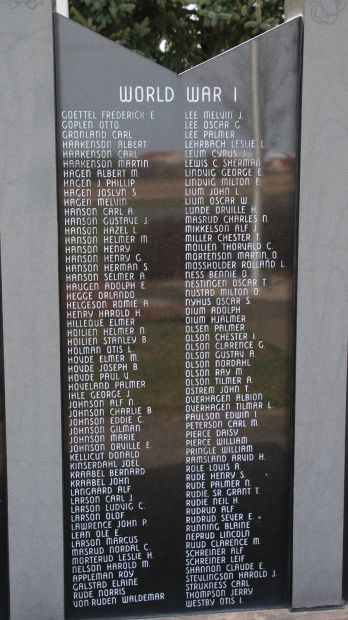 WORLD WAR I
GOETTEL FREDERICK E
GOPLEN OTTO
GRONLAND CARL
HAAKENSON ALBERT
HAAKENSON CARL
HAAKENSON MARTIN
HAGEN ALBERT M.
HAGEN J PHILLIP
HAGEN JOSLYN S.
HAGEN MELVIN
HANSON CARL A.
HANSON GUSTAVE J.
HANSON HAZEL L.
HANSON HELMER M.
HANSON HENRY
HANSON HENRY G.
HANSON HERMAN S.
HANSON SELMER A.
HAUGEN ADOLPH E.
HEGGE ORLANDO
HELGESON ROMIE A.
HENRY HAROLD H.
HILLEQUE ELMER
HOILIEN HELMER N.
HOILIEN STANLEY B.
HOLMAN OTIS L.
HOVDE ELMER M.
HOVDE JOSEPH B.
HOVDE PAUL V.
HOVELAND PALMER
IHLE GEORGE J.
JOHNSON ALF N.
JOHNSON CHARLIE B.
JOHNSON EDDIE C.
JOHNSON GILMAN
JOHNSON MARIE
JOHNSON ORVILLE E.
KELLICUT DONALD
KINSERDAHL JOEL
KRAABEL BERNARD
KRAABEL JOHN
LANGAARD ALF
LARSON CARL J.
LARSON LUDVIG C.
LARSON OLOF
LAWRENCE JOHN P.
LEAN OLE E.
LARSON MARCUS
MASRUD NORDAL C.
MORTERUD LESLIE H.
NELSON HAROLD M.
APPLEMAN ROY
GALSTAD ELAINE
RUDE NORRIS
VON RUDEN WALDEMAR
LEE MELVIN J.
LEE OSCAR G.
LEE PALMER
LEHRBACH LESLIE L.
LEUM CYRUS J.
LEWIS C. SHERMAN
LINDVIG GEORGE E.
LINDVIG MILTON E.
LIUM JOHN L.
LIUM OSCAR W.
LUNDE ORVILLE H.
MASRUD CHARLES N.
MIKKELSON ALF J.
MILLER CHESTER T.
MOILIEN THORVALD C.
MORTENSON MARTIN O.
MOSSHOLDER ROLLAND L.
NESS BENNIE O.
NESTINGEN OSCAR T.
NUSTAD MILTON O.
NYHUS OSCAR S.
OIUM ADOLPH
OIUM HJALMER
OLSEN PALMER
OLSON CHESTER I.
OLSON CLARENCE G.
OLSON GUSTAV A.
OLSON NORDAHL
OLSON RAY M.
OLSON TILMER A.
OSTREM JOHN T.
OVERHAGEN ALBION
OVERHAGEN TILMAR L.
PAULSON EDWIN I.
PETERSON CARL M.
PIERCE DAISY
PIERCE WILLIAM
PRINGLE WILLIAM
RAMSLAND ARVID H.
ROLE LOUIS A.
RUDE HENRY S.
RUDE PALMER N.
RUDIE, SR. GRANT T.
RUDIE NEIL H.
RUDRUD ALF
RUDRUD SEVER E.
RUNNING BLAINE
NEPRUD LINCOLN
RUUD CLARENCE M.
SCHREINER ALF
SCHREINER LEIF
SHANNON CLAUDE E.
STEVLINGSON HAROLD J.
STRUXNESS CARL
THOMPSON JERRY
WESTBY OTIS I.